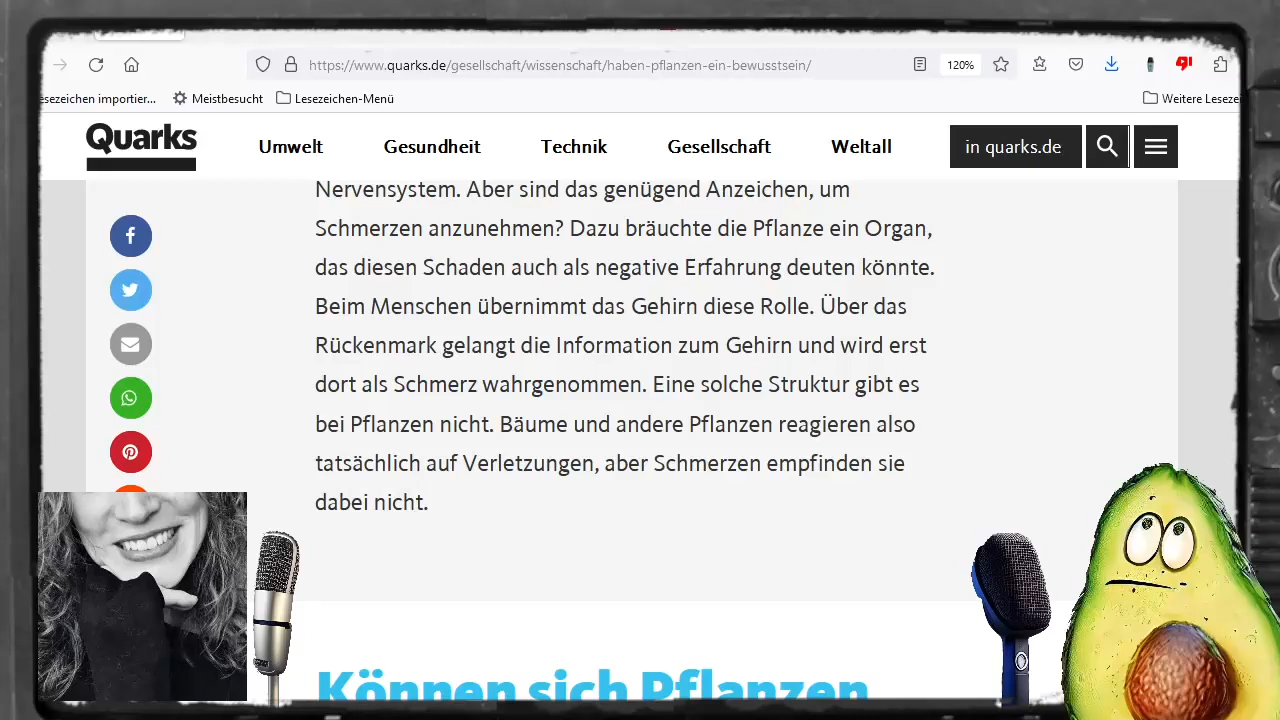 https://www.quarks.de/gesellschaft/wissenschaft/haben-pflanzen-ein-bewusstsein/
120%
esezeichen importier...
Meistbesucht
Lesezeichen-Menü
Weitere Leseze
Quarks
Umwelt
Gesundheit
Technik
Gesellschaft
Weltall
in quarks.de
Nervensystem. Aber sind das genügend Anzeichen, um
Schmerzen anzunehmen? Dazu bräuchte die Pflanze ein Organ,
das diesen Schaden auch als negative Erfahrung deuten könnte.
Beim Menschen übernimmt das Gehirn diese Rolle. Über das
Rückenmark gelangt die Information zum Gehirn und wird erst
dort als Schmerz wahrgenommen. Eine solche Struktur gibt es
bei Pflanzen nicht. Bäume und andere Pflanzen reagieren also
tatsächlich auf Verletzungen, aber Schmerzen empfinden sie
dabei nicht.
Können sich Pflanzen